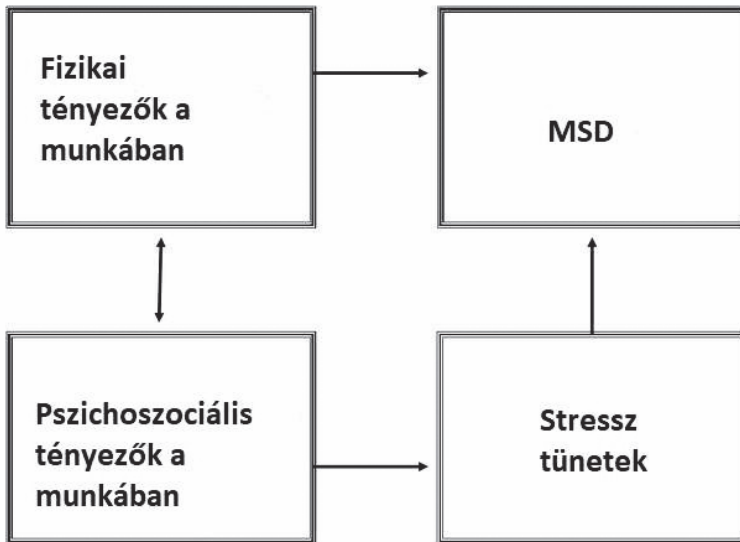 Fizikai
tényezők a
munkában
MSD
Pszichoszociális
tényezők a
munkában
Stressz
tünetek